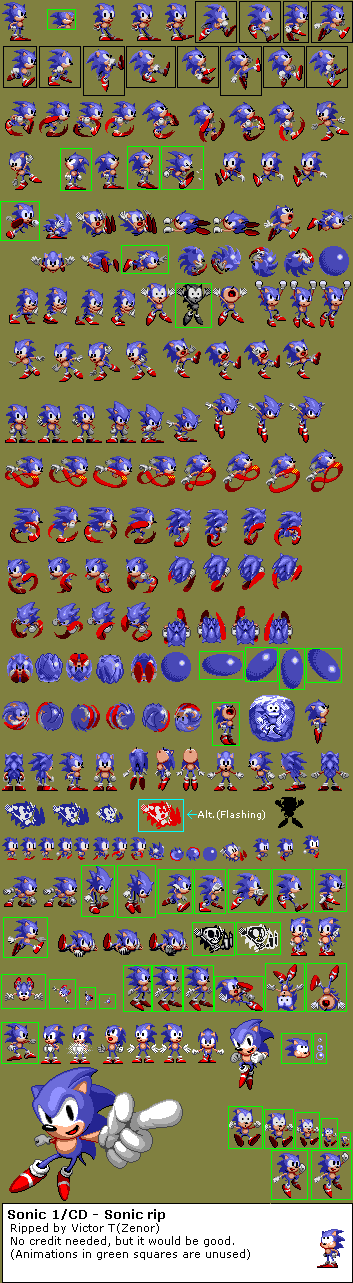 Alt.(Flashing)
Sonic 1/CD - Sonic rip
Ripped by Victor T(Zenor)
No credit needed, but it would be good.
(Animations in green squares are unused)